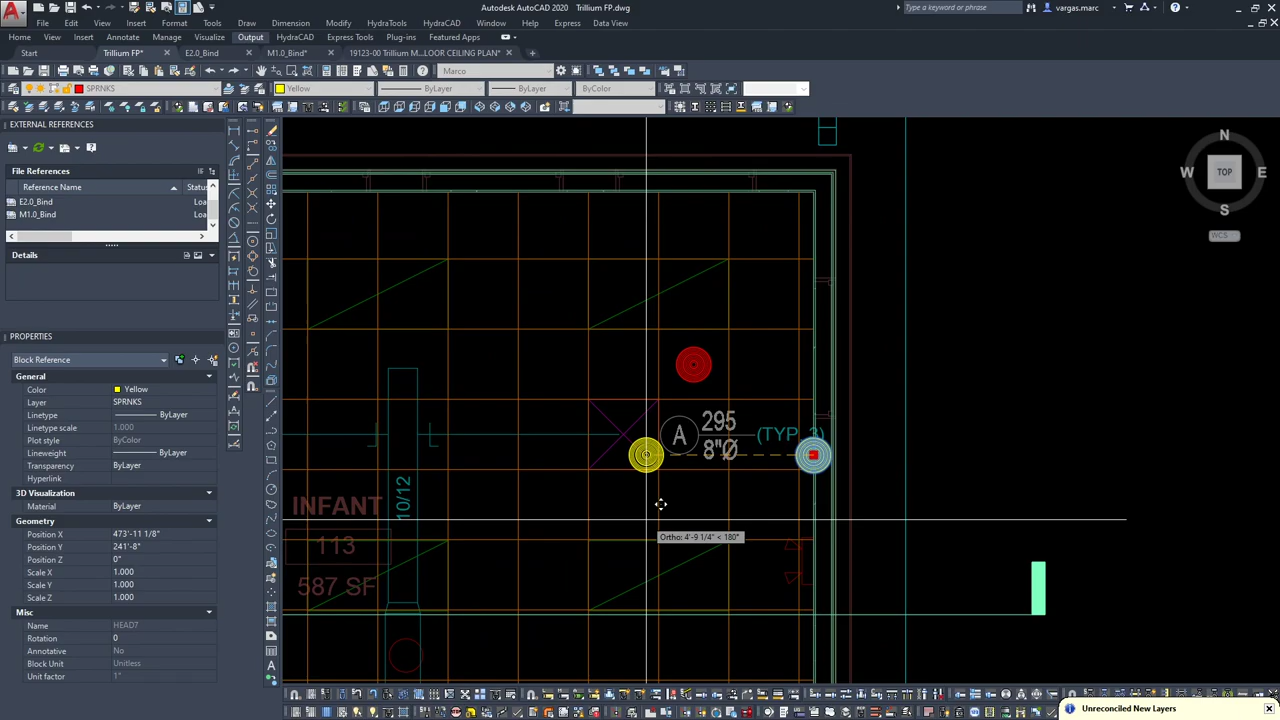 Autodesk AutoCAD 2020 Trillium FP.dwg
Type a keyword or phrase
vargas.marc
File Edit View Insert Format Tools Draw Dimension Modify HydraTools HydraCAD Window Help Express Data View
Home Insert Annotate Visualize Manage Output HydraCAD Express Tools Plug-ins Featured Apps
Start Trillium FP* E2.0_Bind M1.0_Bind* 19123-00 Trillium M...LOOR CEILING PLAN*
Marco
SPRNKS Yellow ByLayer ByLayer ByColor
EXTERNAL REFERENCES
File References
Reference Name Status
E2.0_Bind Loa
M1.0_Bind Loa
Details
PROPERTIES
Block Reference
General
Color Yellow
Layer SPRNKS
Linetype ByLayer
Linetype scale 1.000
Plot style ByColor
Lineweight ByLayer
Transparency ByLayer
Hyperlink
3D Visualization
Material ByLayer
Geometry
Position X 473'-11 1/8"
Position Y 241'-8"
Position Z 0"
Scale X 1.000
Scale Y 1.000
Scale Z 1.000
Misc
Name HEAD7
Rotation 0
Annotative No
Block Unit Unitless
Unit factor 1"
N
W TOP E
S
WCS
A 295
8"Ø
(TYP. 3)
10/12
INFANT
113
587 SF
Ortho: 4'-9 1/4" < 180°
Unreconciled New Layers